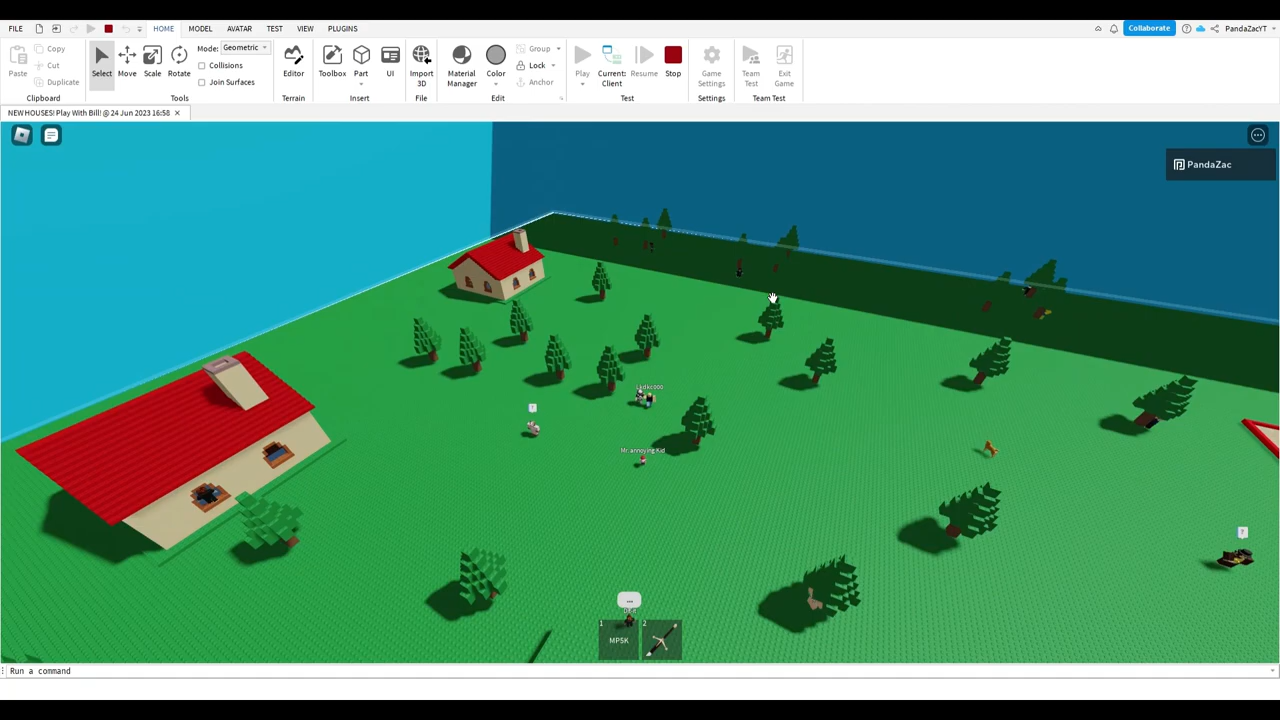 FILE HOME MODEL AVATAR TEST VIEW PLUGINS Collaborate PandaZacYT
Paste Copy Cut Duplicate Clipboard
Select Move Scale Rotate Mode: Geometric Collisions Join Surfaces Tools
Editor Terrain
Toolbox Part UI Insert
Import 3D File
Material Manager Color Group Lock Anchor Edit
Play Current: Client Resume Stop Test
Game Settings Settings
Team Test Exit Game Team Test
NEW HOUSES! Play With Bill! @ 24 Jun 2023 16:58
PandaZac
Lkdkc000
Mr.annoying Kid
...
1 MP5K 2
Run a command